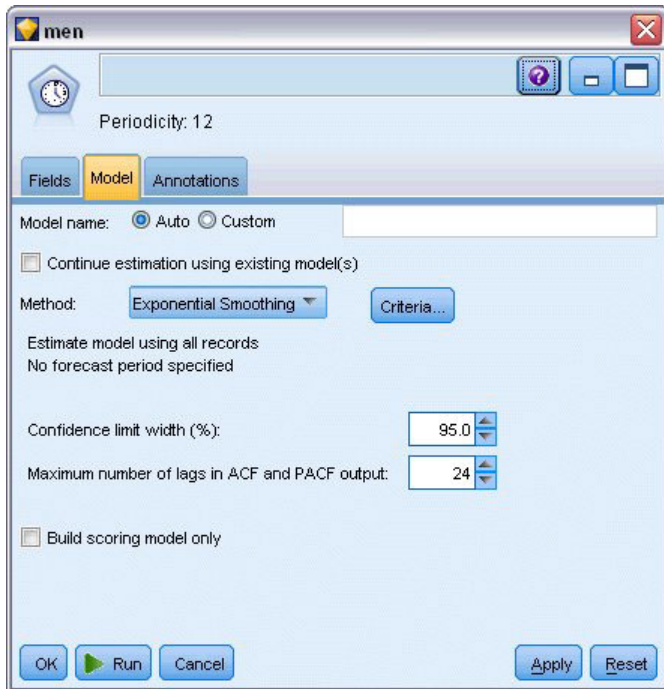 men
?
Periodicity: 12
Fields Model Annotations
Model name: Auto Custom
Continue estimation using existing model(s)
Method: Exponential Smoothing Criteria...
Estimate model using all records
No forecast period specified
Confidence limit width (%): 95.0
Maximum number of lags in ACF and PACF output: 24
Build scoring model only
OK Run Cancel Apply Reset